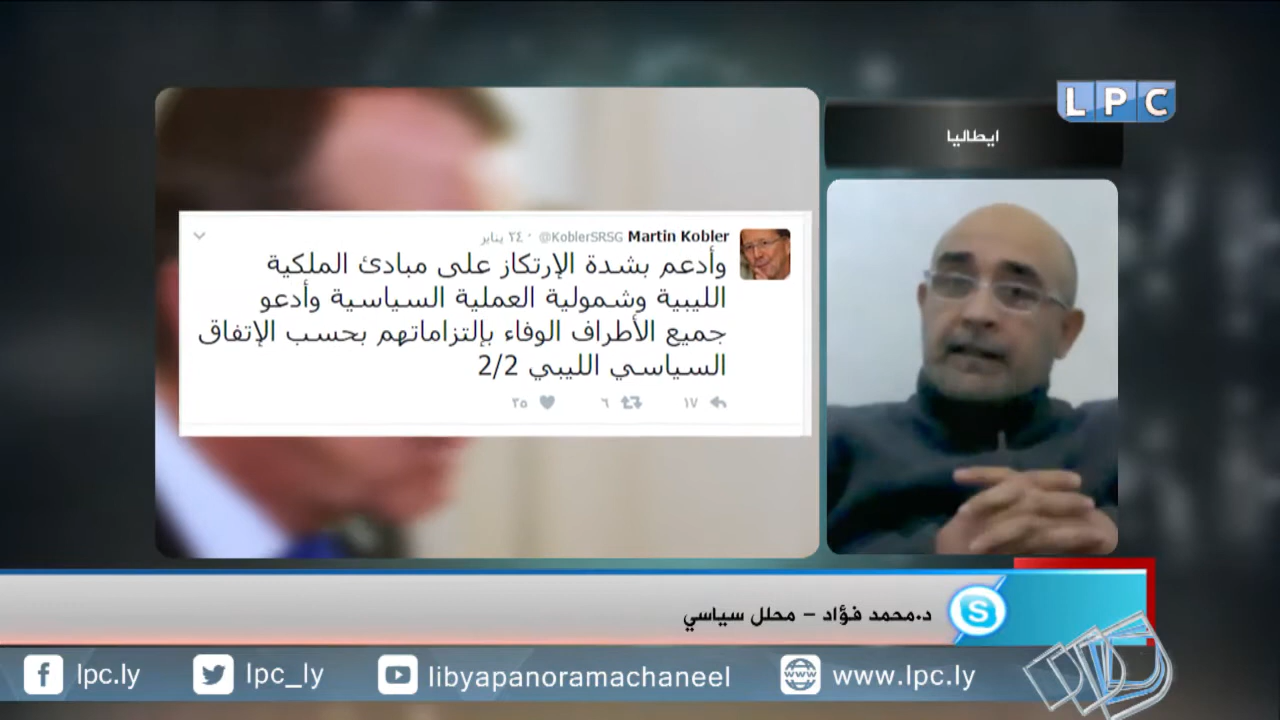 LPC
ايطاليا
Martin Kobler @KoblerSRSG · ٢٤ يناير
وأدعم بشدة الإرتكاز على مبادئ الملكية
الليبية وشمولية العملية السياسية وأدعو
جميع الأطراف الوفاء بإلتزاماتهم بحسب الإتفاق
السياسي الليبي 2/2
١٧ ٦ ٣٥
د.محمد فؤاد – محلل سياسي
lpc.ly lpc_ly libyapanoramachaneel www.lpc.ly